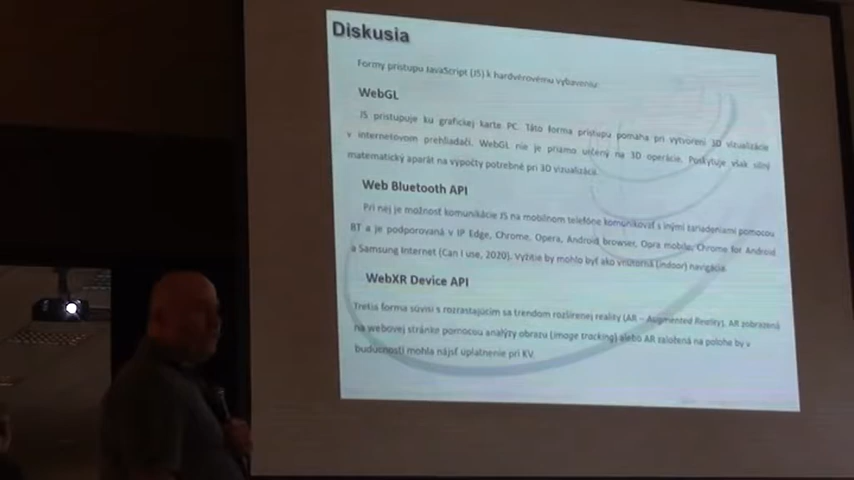 Diskusia
Formy prístupu JavaScript (JS) k hardvérovému vybaveniu:
WebGL
JS pristupuje ku grafickej karte PC. Táto forma prístupu pomáha pri vytvorení 3D vizualizácie
v internetovom prehliadači. WebGL nie je priamo určený na 3D operácie. Poskytuje však silný
matematický aparát na výpočty potrebné pri 3D vizualizácii.
Web Bluetooth API
Pri nej je možnosť komunikácie JS na mobilnom telefóne komunikovať s inými zariadeniami pomocou
BT a je podporovaná v IP Edge, Chrome, Opera, Android browser, Opra mobile, Chrome for Android
a Samsung Internet (Can I use, 2020). Využitie by mohlo byť ako vnútorná (indoor) navigácia.
WebXR Device API
Tretia forma súvisí s rozrastajúcim sa trendom rozšírenej reality (AR – Augmented Reality). AR zobrazená
na webovej stránke pomocou analýzy obrazu (image tracking) alebo AR založená na polohe by v
budúcnosti mohla nájsť uplatnenie pri KV.